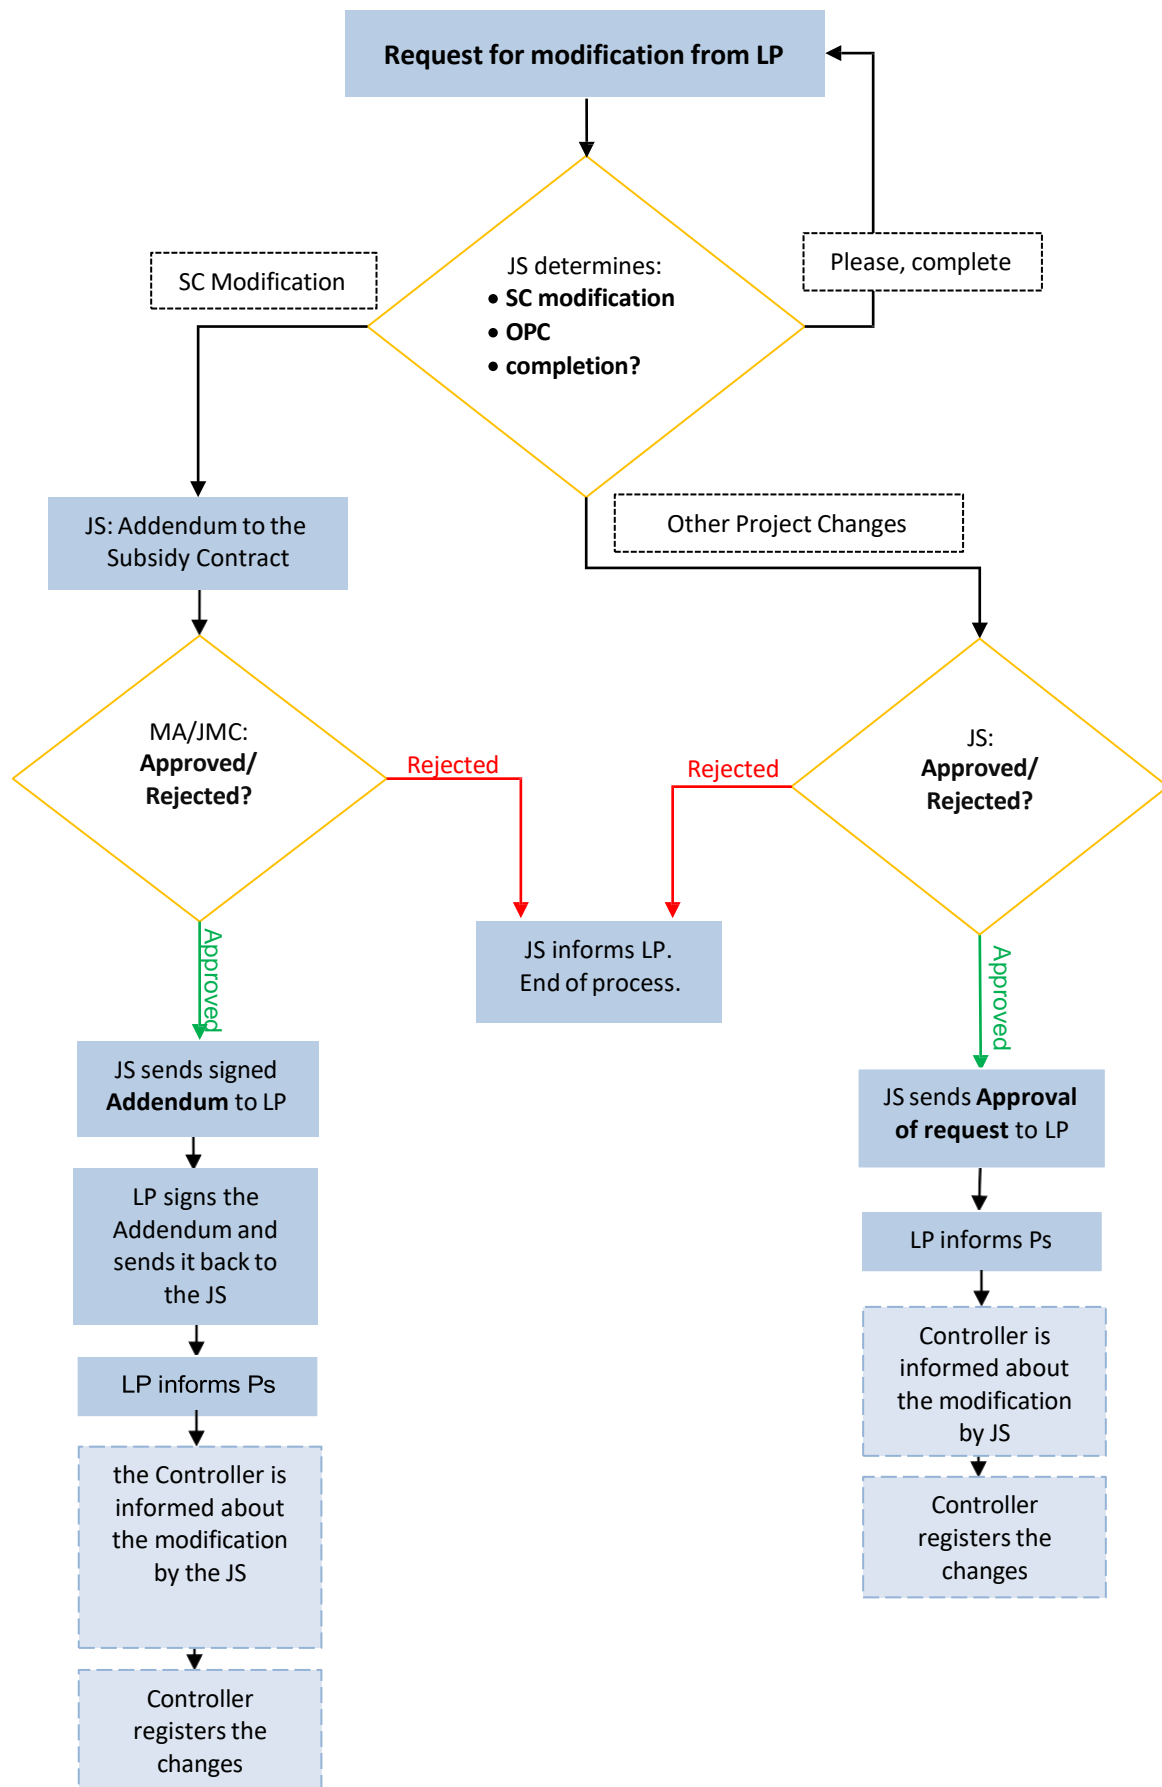 Request for modification from LP
SC Modification
JS determines:
• SC modification
• OPC
• completion?
Please, complete
JS: Addendum to the
Subsidy Contract
Other Project Changes
MA/JMC:
Approved/
Rejected?
Rejected
Rejected
JS:
Approved/
Rejected?
Approved
JS informs LP.
End of process.
Approved
JS sends signed
Addendum to LP
JS sends Approval
of request to LP
LP signs the
Addendum and
sends it back to
the JS
LP informs Ps
LP informs Ps
Controller is
informed about
the modification
by JS
the Controller is
informed about
the modification
by the JS
Controller
registers the
changes
Controller
registers the
changes